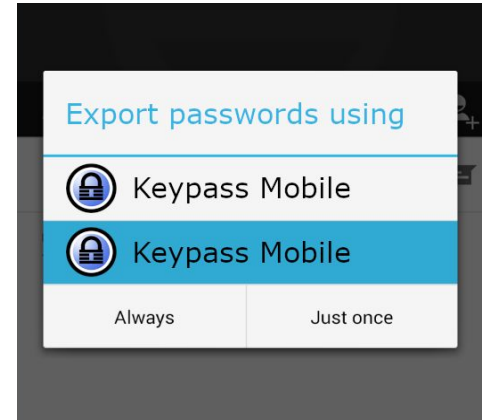 Export passwords using
Keypass Mobile
Keypass Mobile
Always Just once